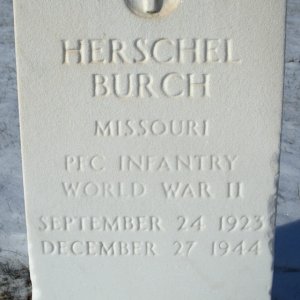 HERSCHEL
BURCH
MISSOURI
PFC INFANTRY
WORLD WAR II
SEPTEMBER 24 1923
DECEMBER 27 1944